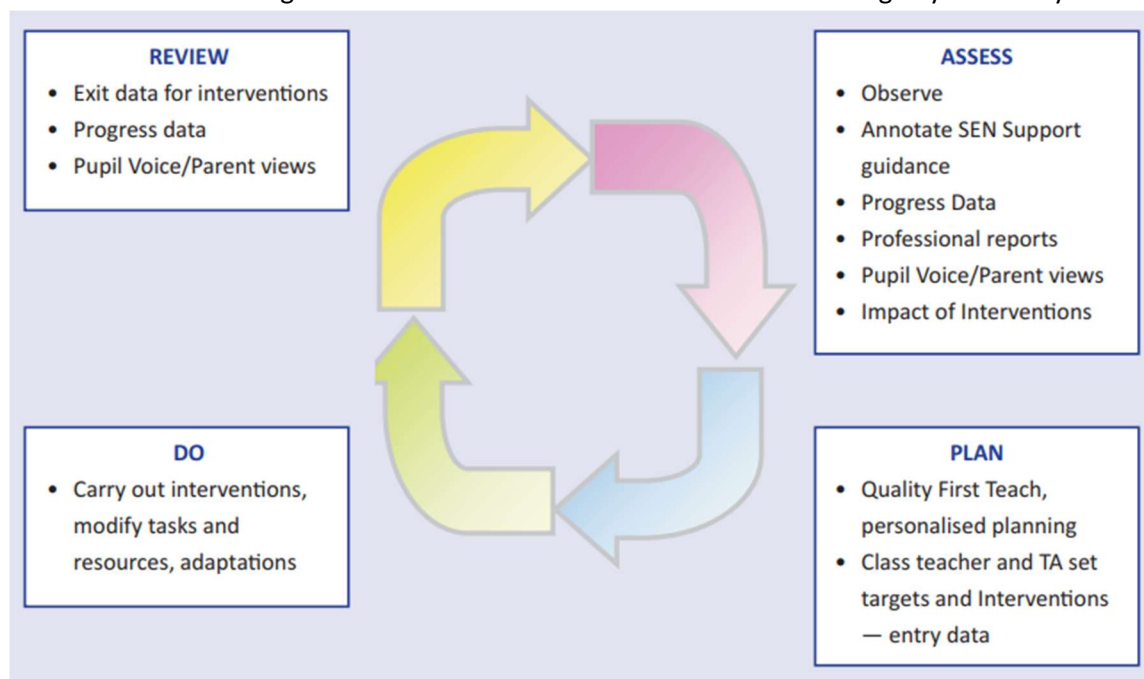 REVIEW
• Exit data for interventions
• Progress data
• Pupil Voice/Parent views
ASSESS
• Observe
• Annotate SEN Support
guidance
• Progress Data
• Professional reports
• Pupil Voice/Parent views
• Impact of Interventions
DO
• Carry out interventions,
modify tasks and
resources, adaptations
PLAN
• Quality First Teach,
personalised planning
• Class teacher and TA set
targets and Interventions
— entry data